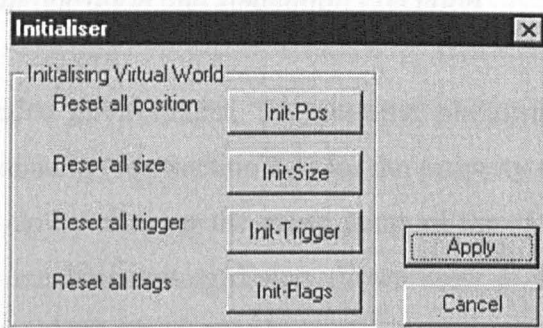 Initialiser
Initialising Virtual World
Reset all position Init-Pos
Reset all size Init-Size
Reset all trigger Init-Trigger
Reset all flags Init-Flags
Apply
Cancel